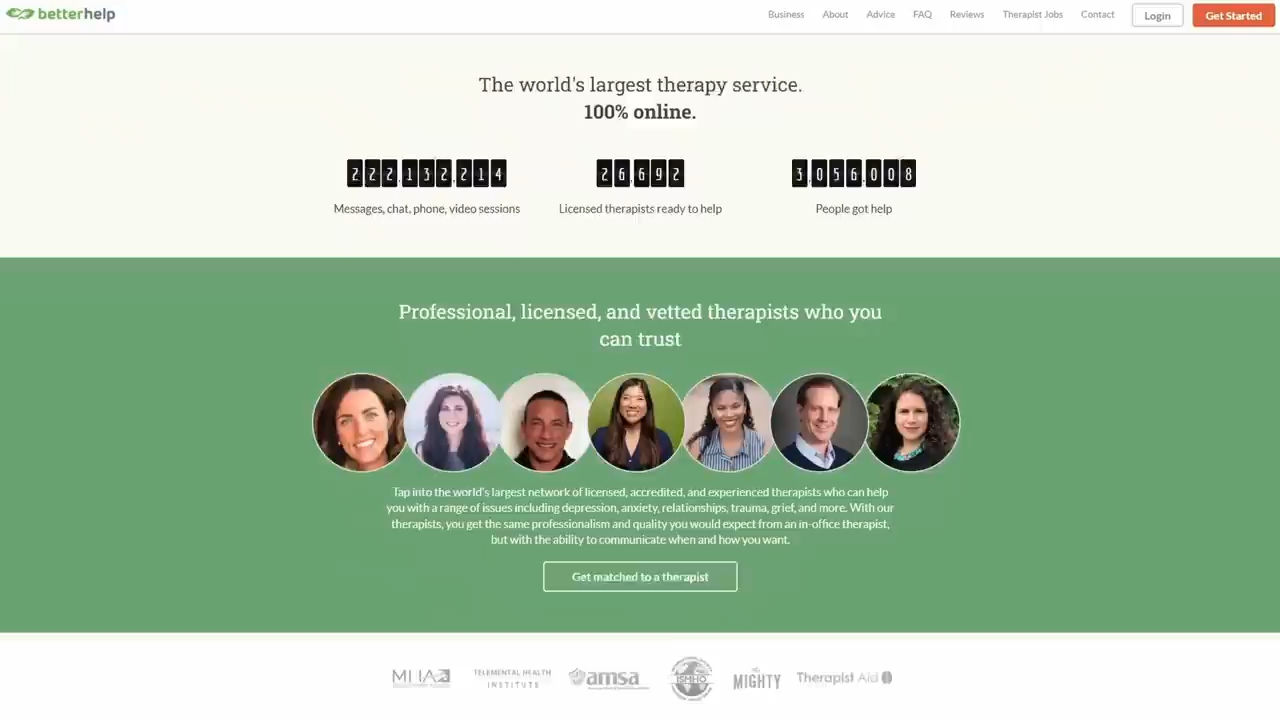 betterhelp
Business About Advice FAQ Reviews Therapist Jobs Contact Login Get Started
The world's largest therapy service.
100% online.
222,132,214 26,692 3,056,008
Messages, chat, phone, video sessions Licensed therapists ready to help People got help
Professional, licensed, and vetted therapists who you
can trust
Tap into the world's largest network of licensed, accredited, and experienced therapists who can help
you with a range of issues including depression, anxiety, relationships, trauma, grief, and more. With our
therapists, you get the same professionalism and quality you would expect from an in-office therapist,
but with the ability to communicate when and how you want.
Get matched to a therapist
MHA TELEMENTAL HEALTH INSTITUTE amsa ISMHO THE MIGHTY Therapist Aid